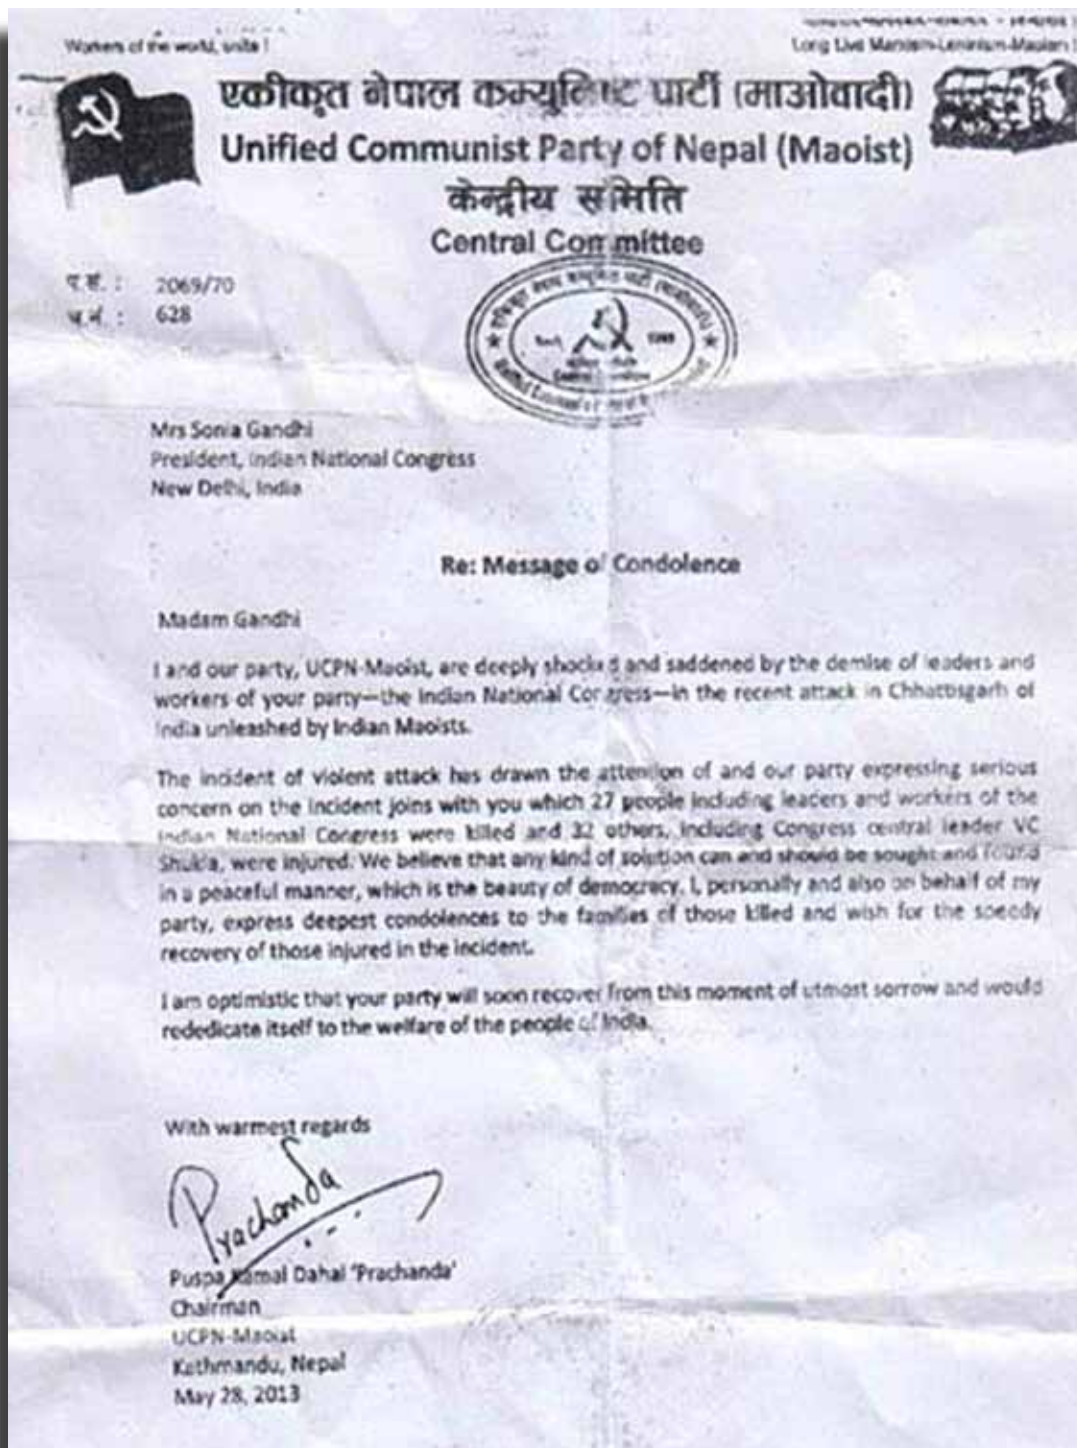 Workers of the world, unite !
Long Live Marxism-Leninism-Maoism !
एकीकृत नेपाल कम्युनिष्ट पार्टी (माओवादी)
Unified Communist Party of Nepal (Maoist)
केन्द्रीय समिति
Central Committee
प.सं. : 2069/70
च.नं. : 628
Mrs Sonia Gandhi
President, Indian National Congress
New Delhi, India
Re: Message of Condolence
Madam Gandhi
I and our party, UCPN-Maoist, are deeply shocked and saddened by the demise of leaders and
workers of your party—the Indian National Congress—in the recent attack in Chhattisgarh of
India unleashed by Indian Maoists.
The incident of violent attack has drawn the attention of and our party expressing serious
concern on the incident joins with you which 27 people including leaders and workers of the
Indian National Congress were killed and 32 others, including Congress central leader VC
Shukla, were injured. We believe that any kind of solution can and should be sought and found
in a peaceful manner, which is the beauty of democracy. I, personally and also on behalf of my
party, express deepest condolences to the families of those killed and wish for the speedy
recovery of those injured in the incident.
I am optimistic that your party will soon recover from this moment of utmost sorrow and would
rededicate itself to the welfare of the people of India.
With warmest regards
Prachanda
Puspa Kamal Dahal 'Prachanda'
Chairman
UCPN-Maoist
Kathmandu, Nepal
May 28, 2013